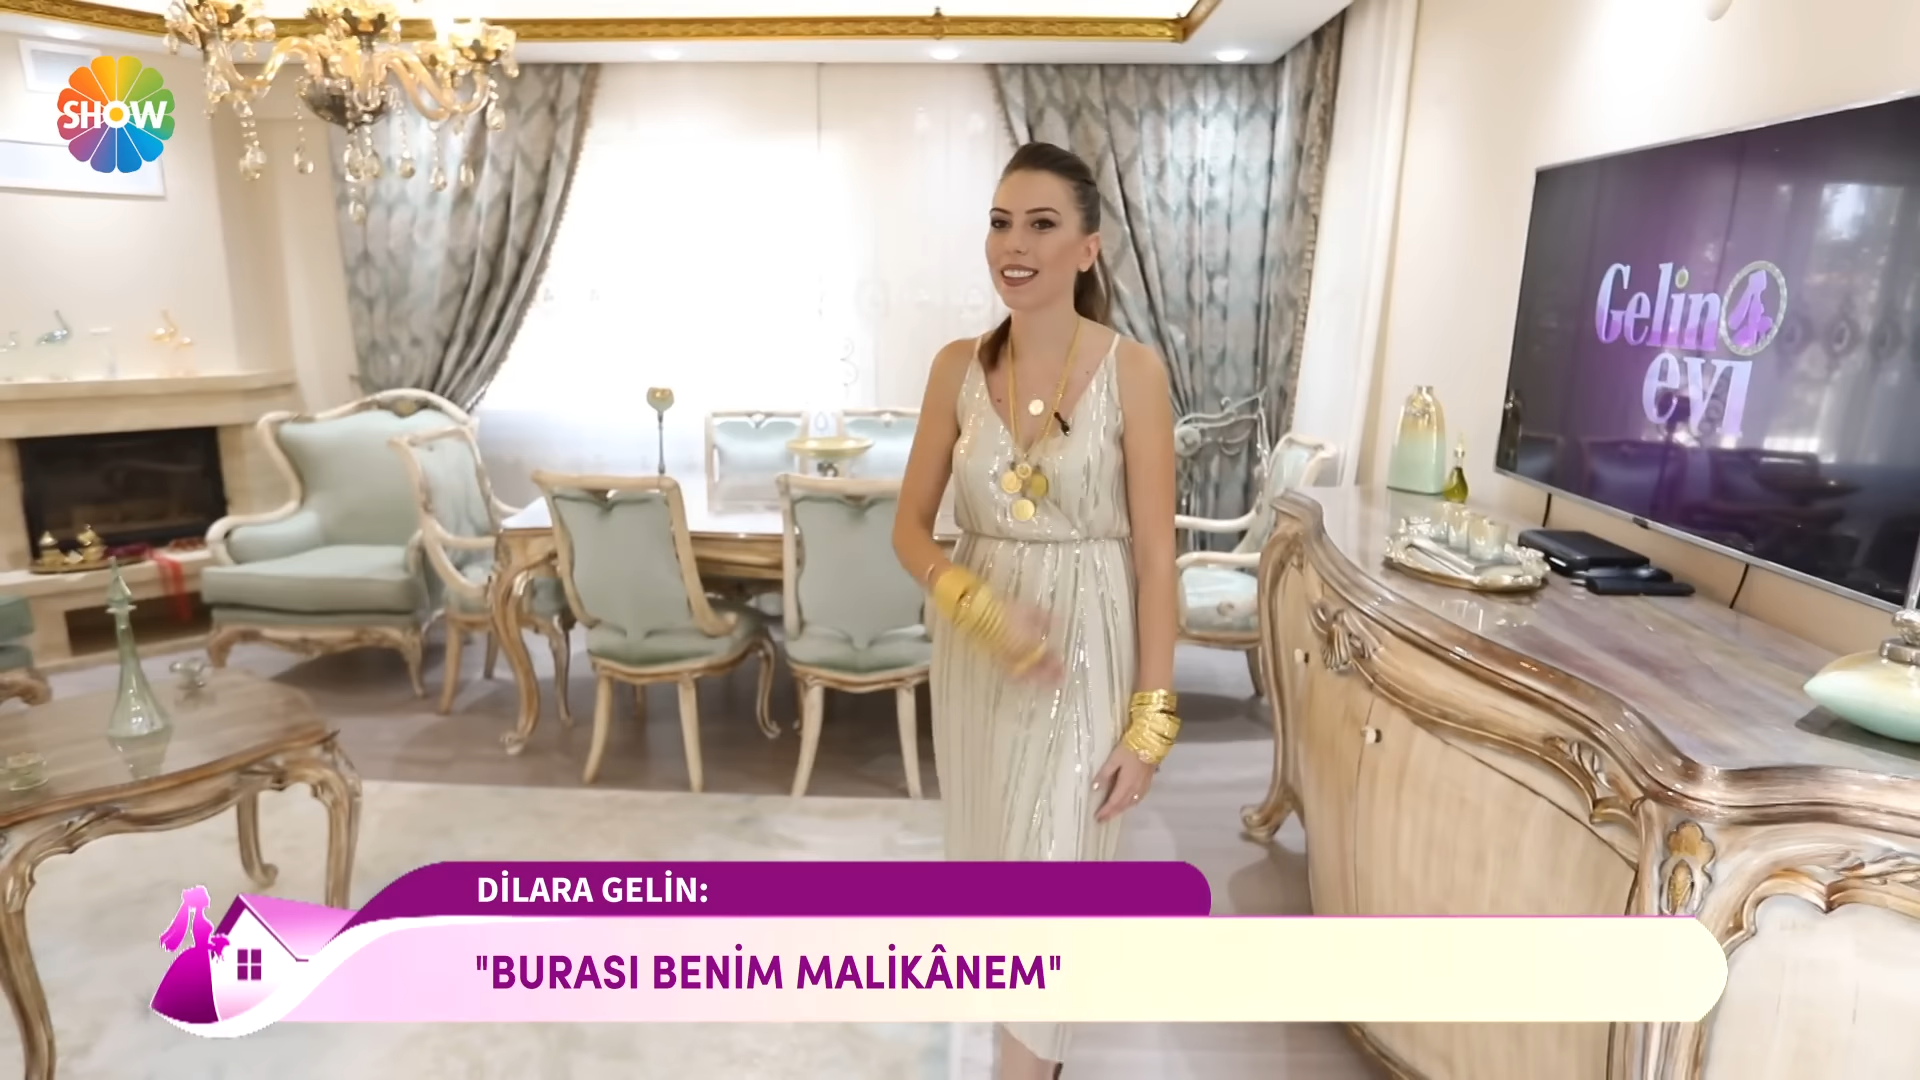 SHOW
Gelin
evi
DİLARA GELİN:
"BURASI BENİM MALİKÂNEM"